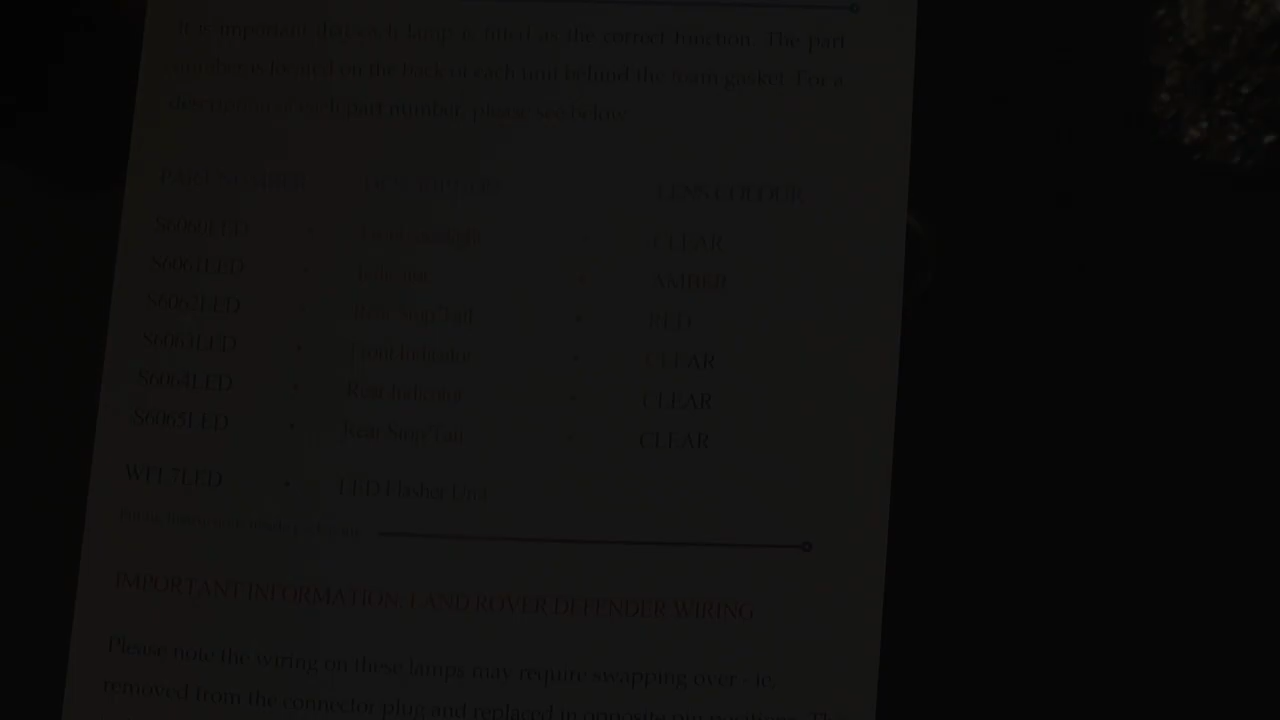 It is important that each lamp is fitted as the correct function. The part
number is located on the back of each unit behind the foam gasket. For a
description of each part number, please see below
PART NUMBER DESCRIPTION LENS COLOUR
S6060LED CLEAR
S6061LED Indicator AMBER
S6062LED Rear Stop/Tail RED
S6063LED Front Indicator CLEAR
S6064LED Rear Indicator CLEAR
S6065LED Rear Stop/Tail CLEAR
WFL7LED LED Flasher Unit
IMPORTANT INFORMATION: LAND ROVER DEFENDER WIRING
Please note the wiring on these lamps may require swapping over - ie,
removed from the connector plug and replaced in opposite pin The